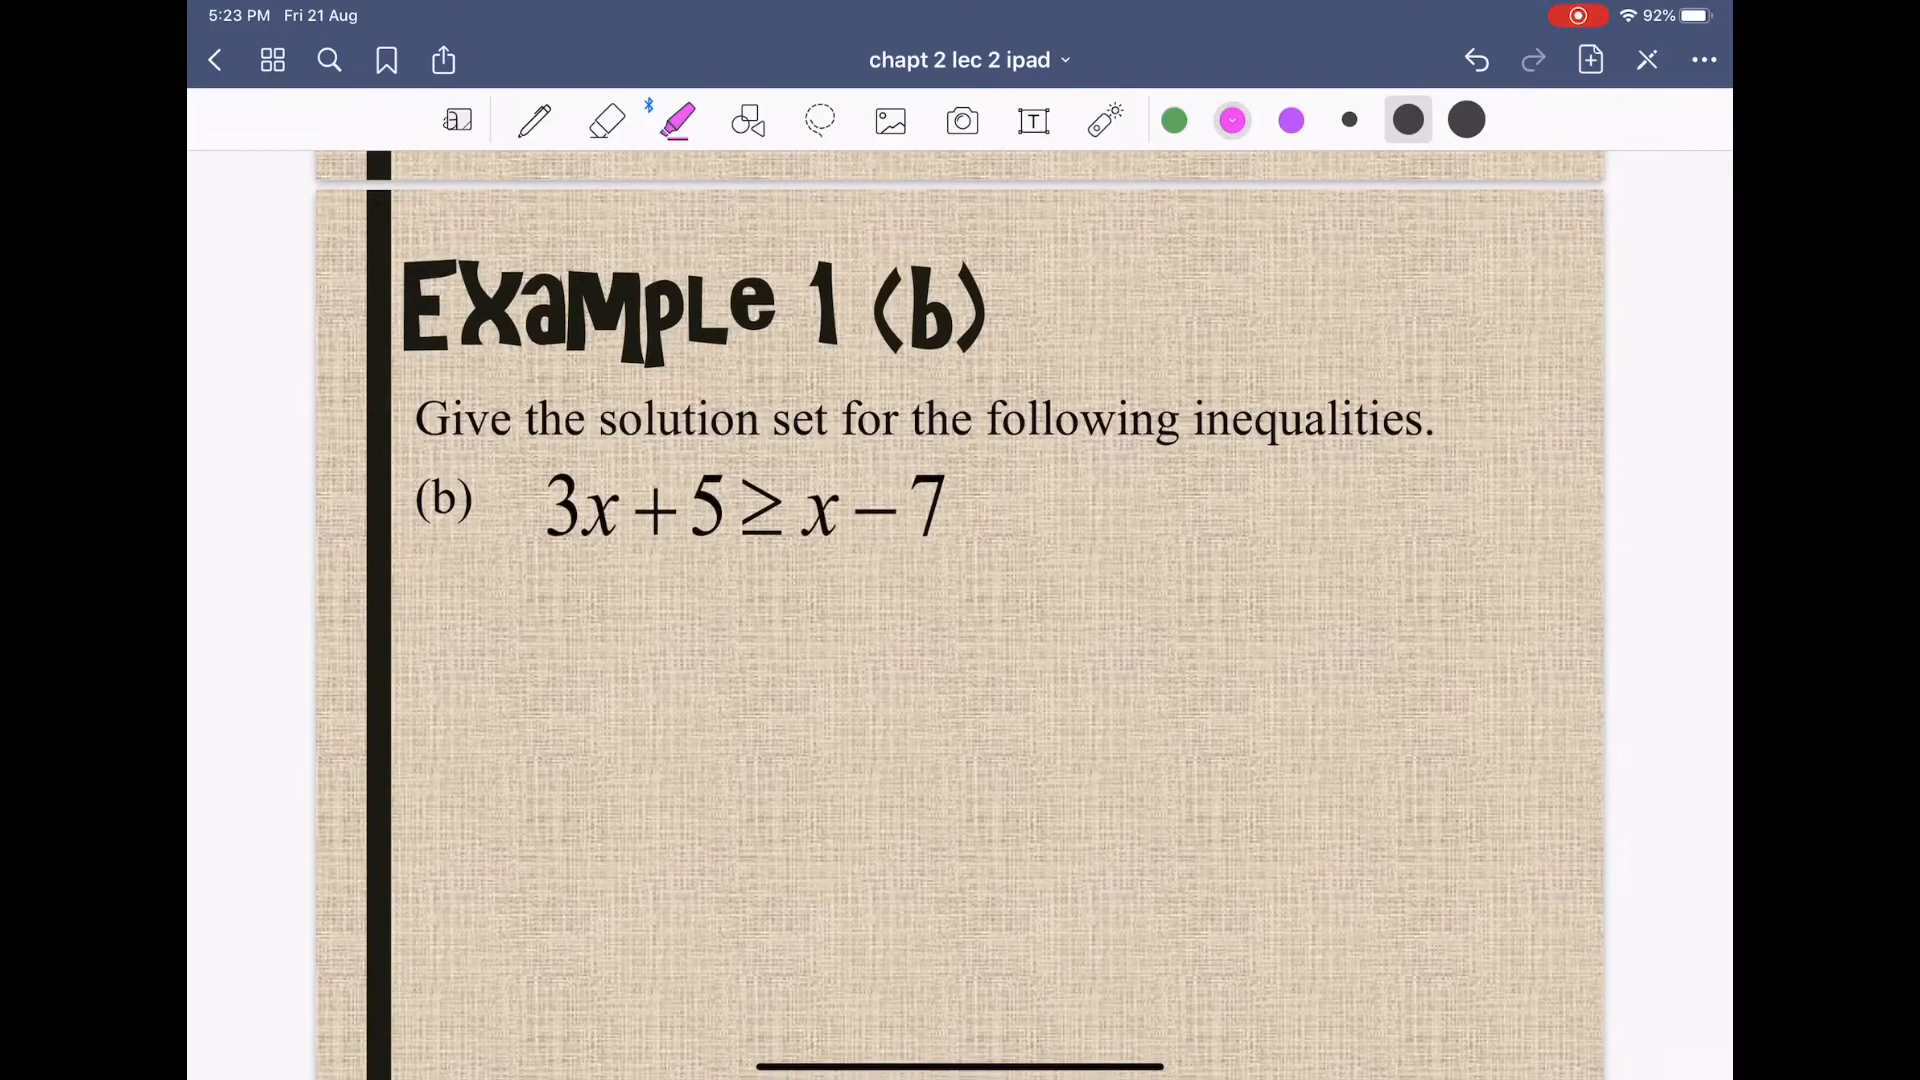 5:23 PM Fri 21 Aug
92%
chapt 2 lec 2 ipad
Example 1 (b)
Give the solution set for the following inequalities.
(b) 3x + 5 ≥ x − 7